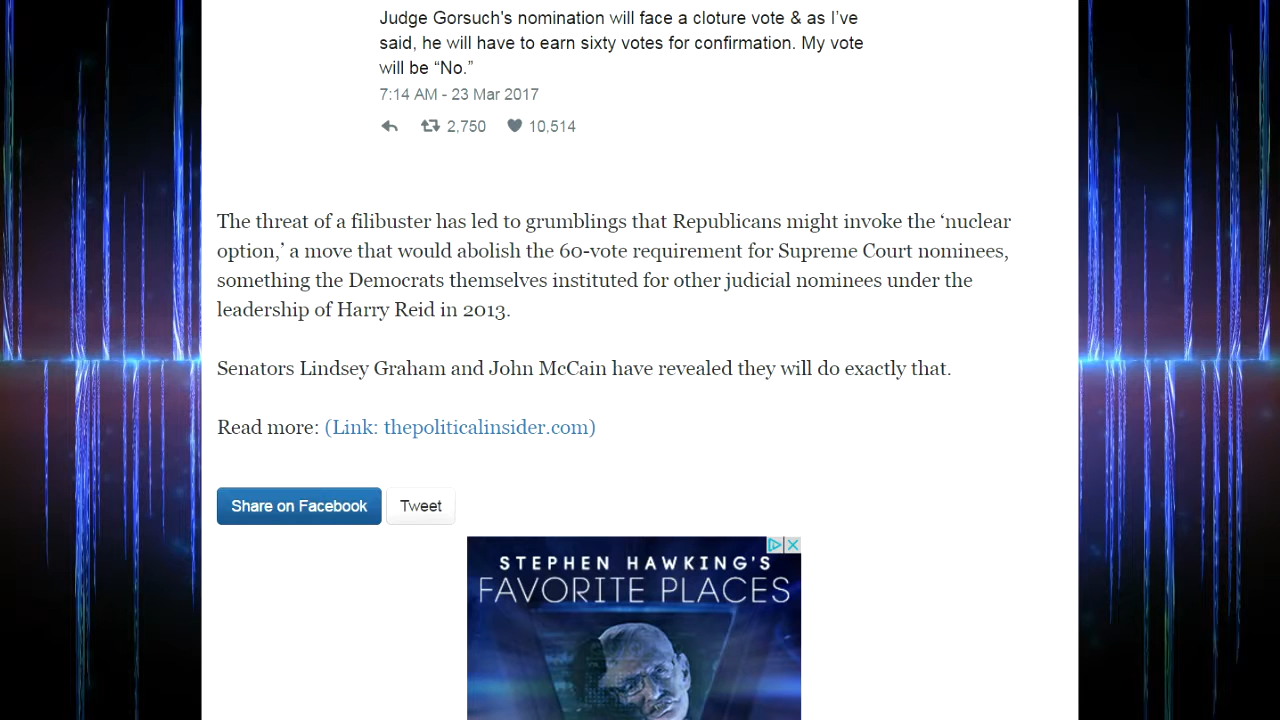 Judge Gorsuch's nomination will face a cloture vote & as I've
said, he will have to earn sixty votes for confirmation. My vote
will be “No.”
7:14 AM - 23 Mar 2017
2,750 10,514
The threat of a filibuster has led to grumblings that Republicans might invoke the ‘nuclear
option,’ a move that would abolish the 60-vote requirement for Supreme Court nominees,
something the Democrats themselves instituted for other judicial nominees under the
leadership of Harry Reid in 2013.
Senators Lindsey Graham and John McCain have revealed they will do exactly that.
Read more: (Link: thepoliticalinsider.com)
Share on Facebook Tweet
STEPHEN HAWKING'S
FAVORITE PLACES